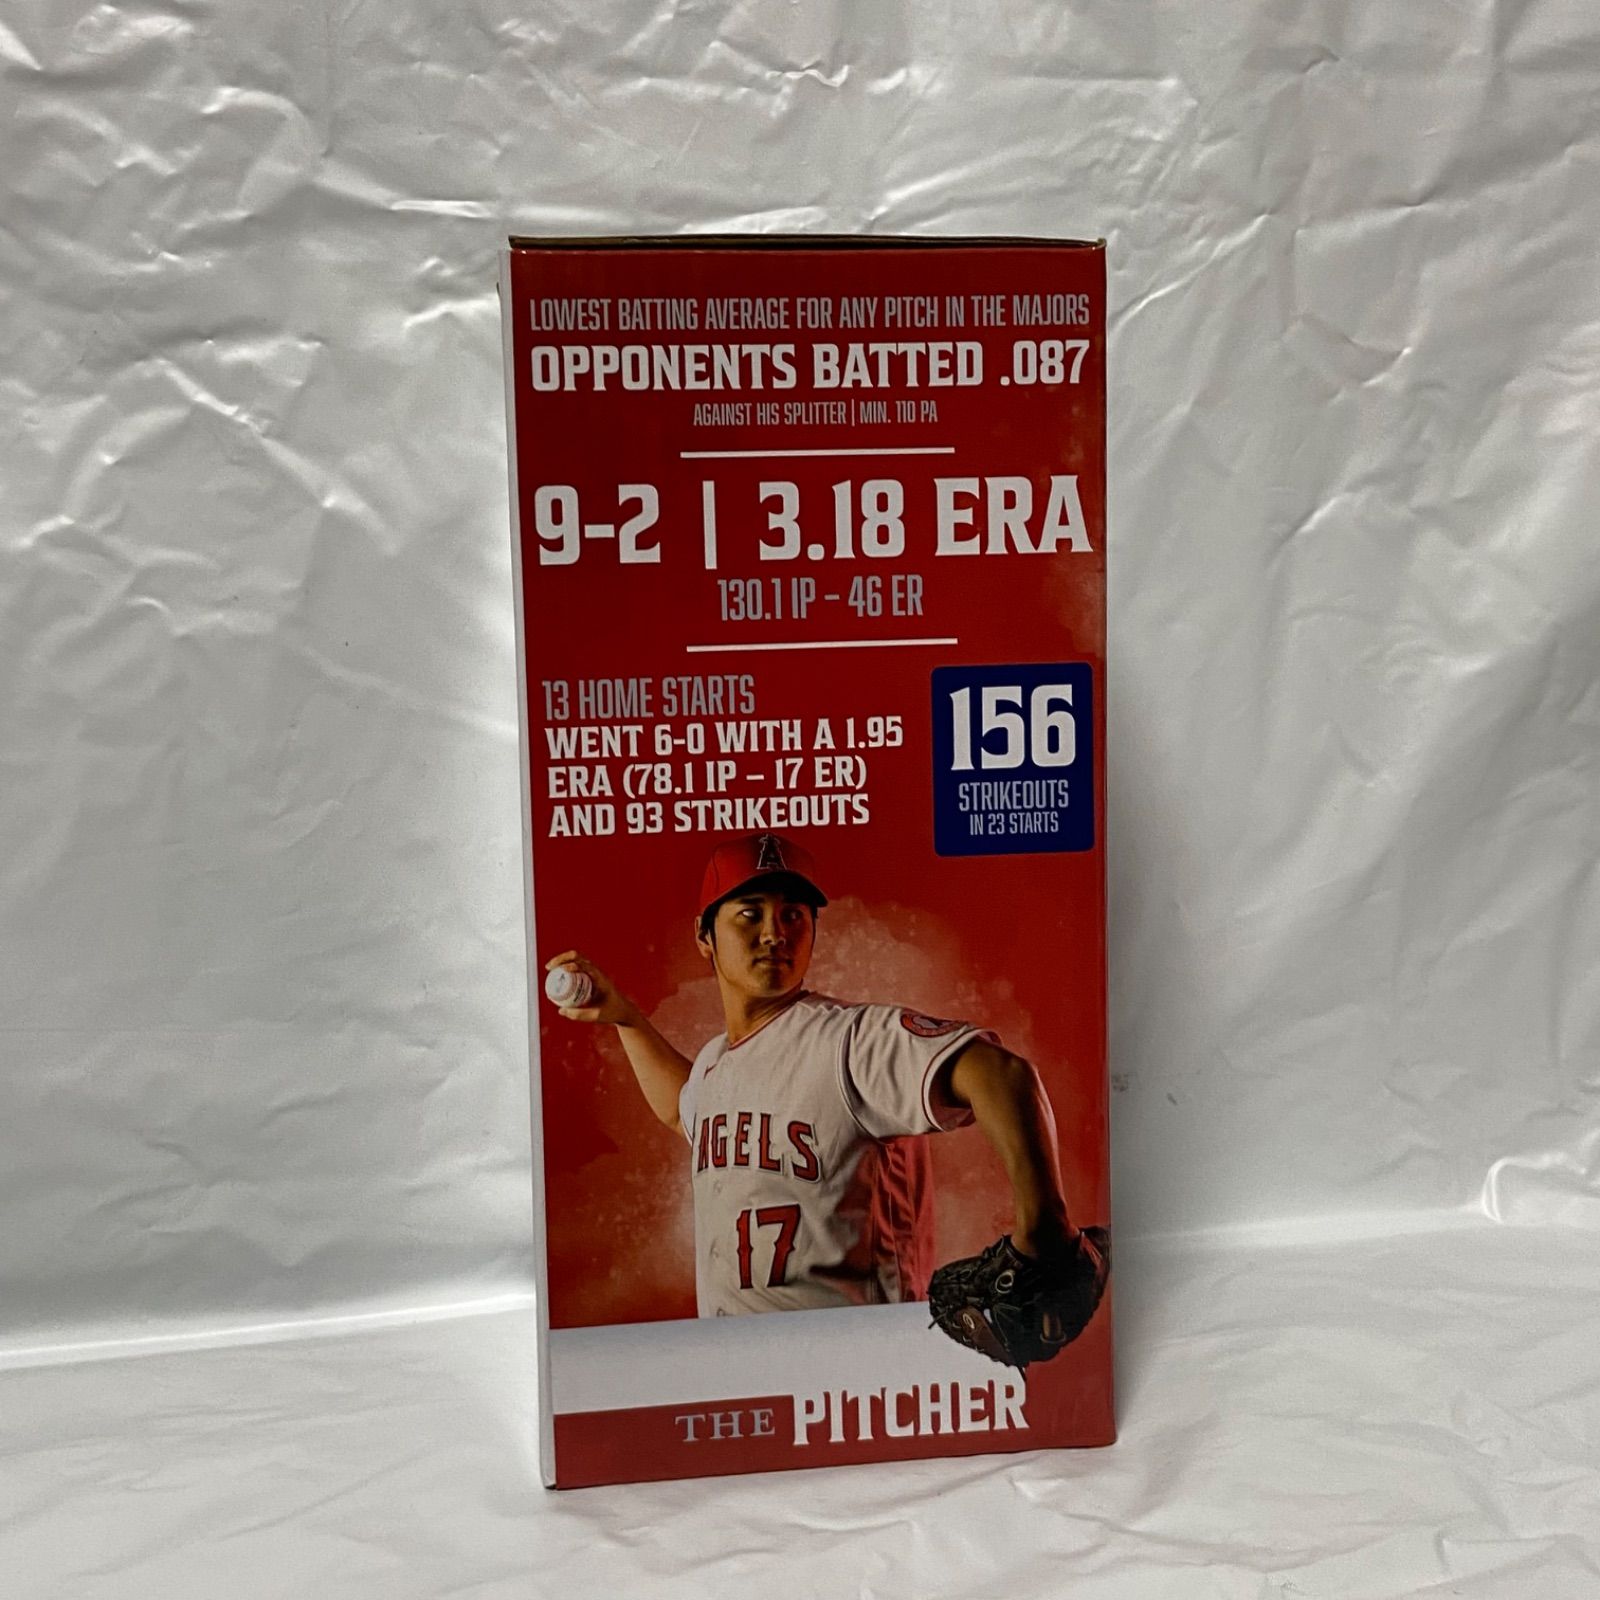 LOWEST BATTING AVERAGE FOR ANY PITCH IN THE MAJORS
OPPONENTS BATTED .087
AGAINST HIS SPLITTER | MIN. 110 PA
9-2 | 3.18 ERA
130.1 IP – 46 ER
13 HOME STARTS
WENT 6-0 WITH A 1.95
ERA (78.1 IP – 17 ER)
AND 93 STRIKEOUTS
156
STRIKEOUTS
IN 23 STARTS
A
ANGELS
17
THE PITCHER